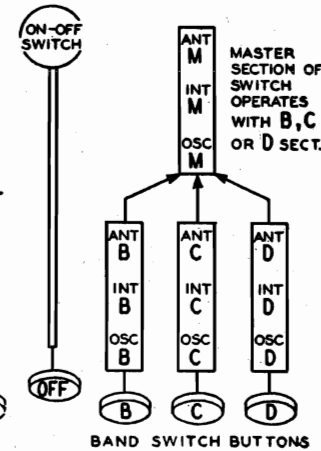 ON-OFF
SWITCH
ANT
M
INT
M
OSC
M
MASTER
SECTION OF
SWITCH
OPERATES
WITH B,C
OR D SECT.
ANT
B
INT
B
OSC
B
ANT
C
INT
C
OSC
C
ANT
D
INT
D
OSC
D
OFF
B
C
D
BAND SWITCH BUTTONS